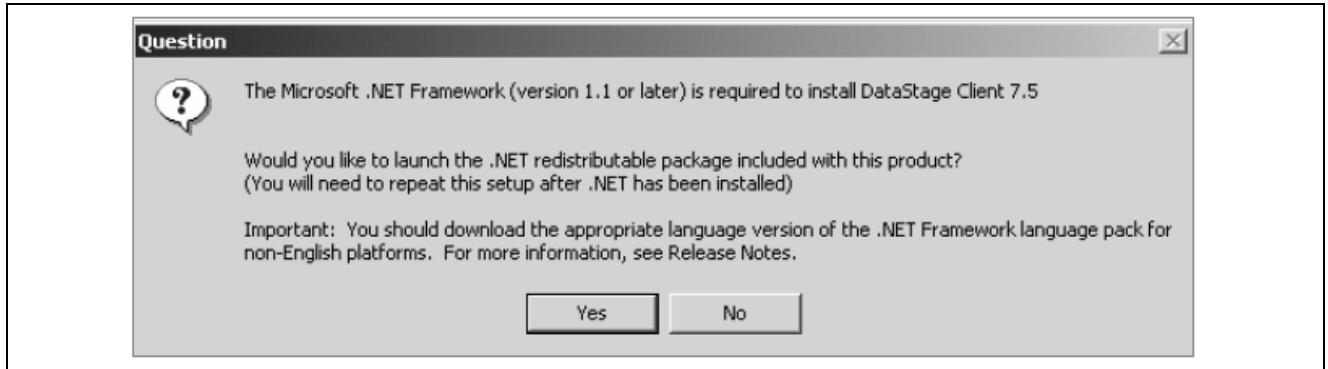 Question
The Microsoft .NET Framework (version 1.1 or later) is required to install DataStage Client 7.5
Would you like to launch the .NET redistributable package included with this product?
(You will need to repeat this setup after .NET has been installed)
Important:  You should download the appropriate language version of the .NET Framework language pack for
non-English platforms.  For more information, see Release Notes.
Yes
No